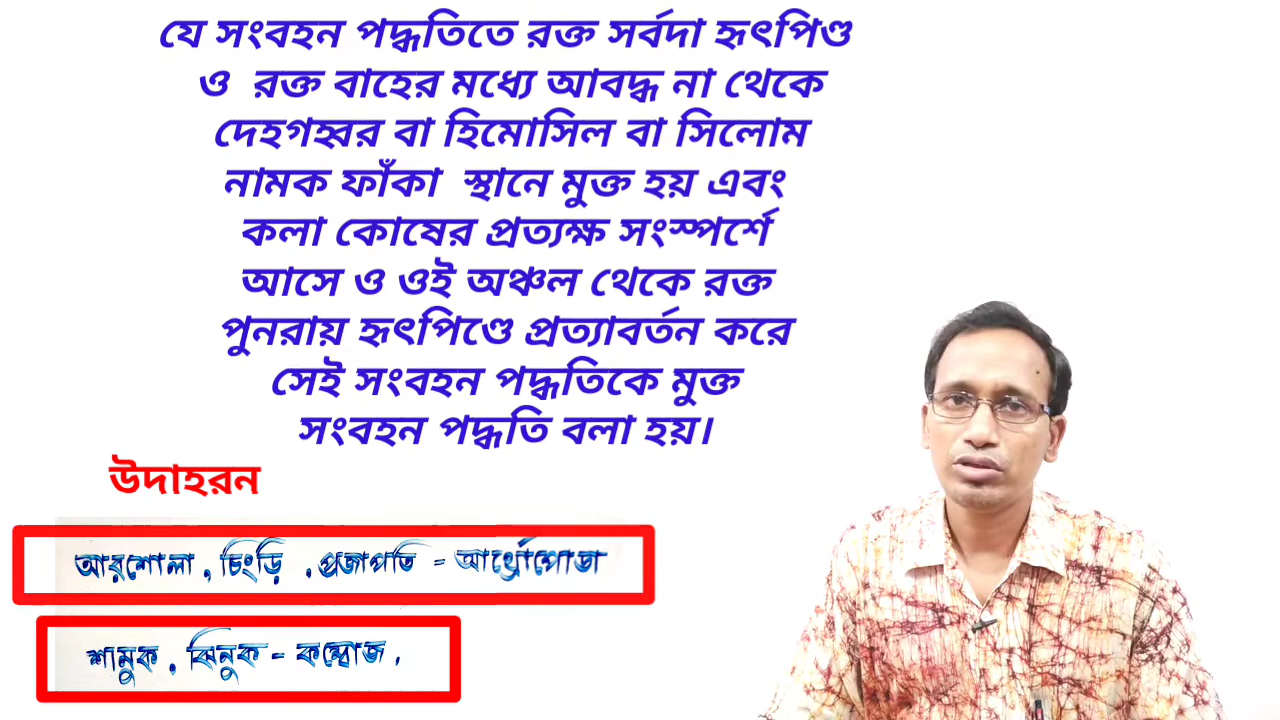 যে সংবহন পদ্ধতিতে রক্ত সর্বদা হৃৎপিণ্ড
ও রক্ত বাহের মধ্যে আবদ্ধ না থেকে
দেহগহ্বর বা হিমোসিল বা সিলোম
নামক ফাঁকা স্থানে মুক্ত হয় এবং
কলা কোষের প্রত্যক্ষ সংস্পর্শে
আসে ও ওই অঞ্চল থেকে রক্ত
পুনরায় হৃৎপিণ্ডে প্রত্যাবর্তন করে
সেই সংবহন পদ্ধতিকে মুক্ত
সংবহন পদ্ধতি বলা হয়।
উদাহরন
আরশোলা , চিংড়ি , প্রজাপতি = আর্থ্রোপোডা
শামুক , ঝিনুক = কম্বোজ .